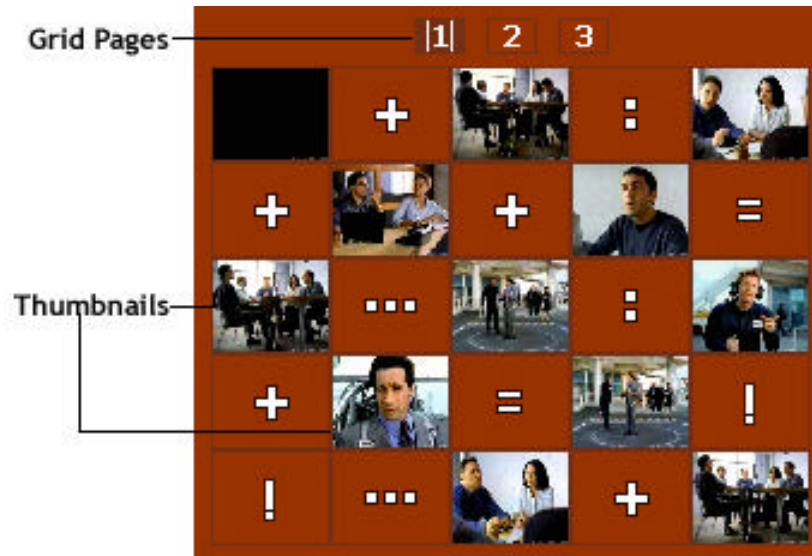 Grid Pages |1| 2 3
+ :
+ + =
Thumbnails ... :
+ = !
! ... +